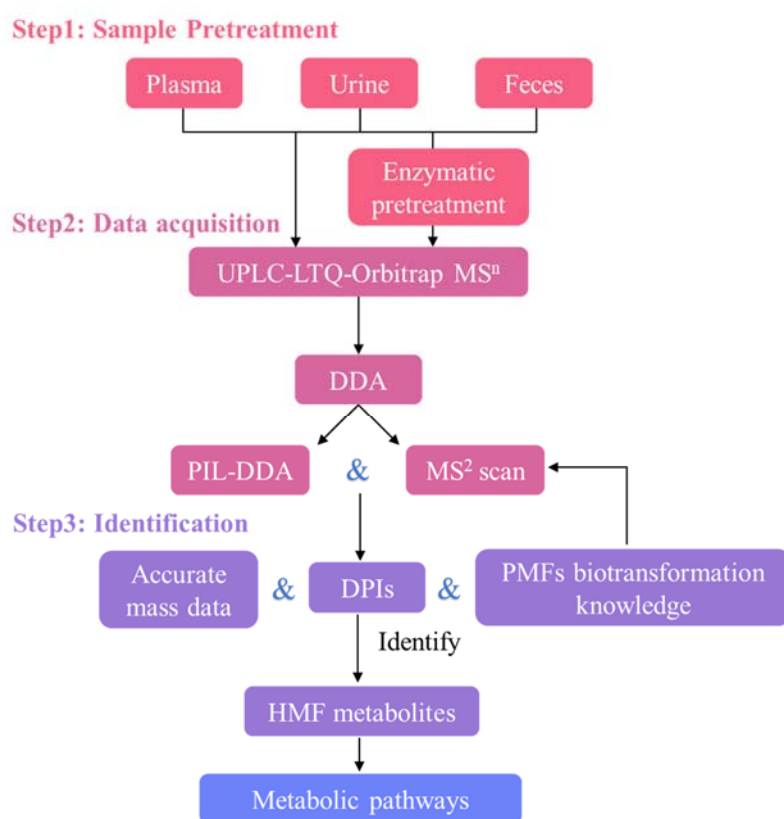 Step1: Sample Pretreatment
Plasma
Urine
Feces
Enzymatic
pretreatment
Step2: Data acquisition
UPLC-LTQ-Orbitrap MSⁿ
DDA
PIL-DDA
&
MS² scan
Step3: Identification
Accurate
mass data
&
DPIs
&
PMFs biotransformation
knowledge
Identify
HMF metabolites
Metabolic pathways